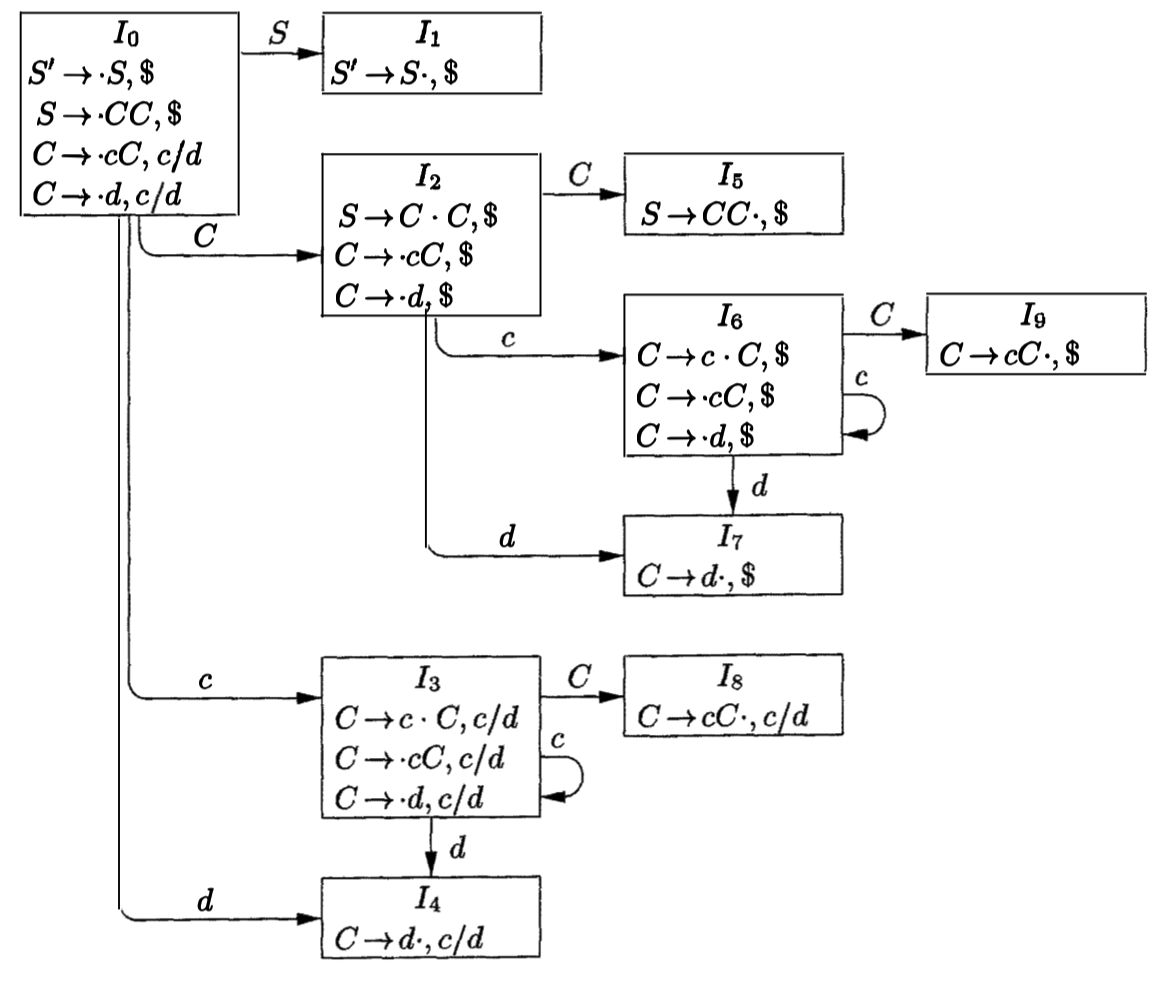 I₀
S′ → ·S, $
S → ·CC, $
C → ·cC, c/d
C → ·d, c/d
S
I₁
S′ → S·, $
C
I₂
S → C · C, $
C → ·cC, $
C → ·d, $
C
I₅
S → CC·, $
c
I₆
C → c · C, $
C → ·cC, $
C → ·d, $
C
I₉
C → cC·, $
c
d
d
I₇
C → d·, $
c
I₃
C → c · C, c/d
C → ·cC, c/d
C → ·d, c/d
C
I₈
C → cC·, c/d
c
d
d
I₄
C → d·, c/d